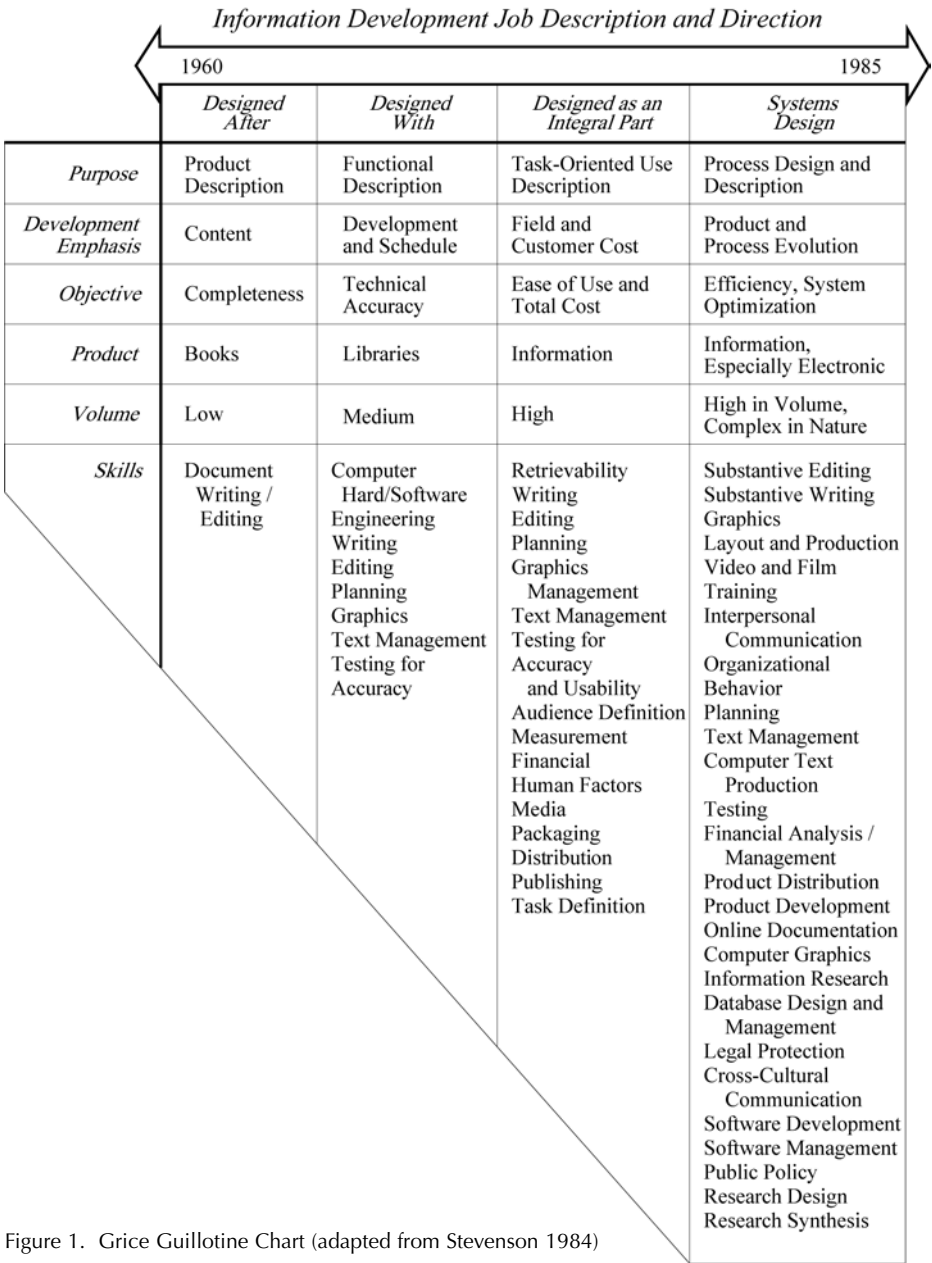 Information Development Job Description and Direction
1960 1985
Designed After Designed With Designed as an Integral Part Systems Design
Purpose
Product
Description
Functional
Description
Task-Oriented Use
Description
Process Design and
Description
Development
Emphasis
Content
Development
and Schedule
Field and
Customer Cost
Product and
Process Evolution
Objective
Completeness
Technical
Accuracy
Ease of Use and
Total Cost
Efficiency, System
Optimization
Product
Books
Libraries
Information
Information,
Especially Electronic
Volume
Low
Medium
High
High in Volume,
Complex in Nature
Skills
Document
Writing /
Editing
Computer
Hard/Software
Engineering
Writing
Editing
Planning
Graphics
Text Management
Testing for
Accuracy
Retrievability
Writing
Editing
Planning
Graphics
Management
Text Management
Testing for
Accuracy
and Usability
Audience Definition
Measurement
Financial
Human Factors
Media
Packaging
Distribution
Publishing
Task Definition
Substantive Editing
Substantive Writing
Graphics
Layout and Production
Video and Film
Training
Interpersonal
Communication
Organizational
Behavior
Planning
Text Management
Computer Text
Production
Testing
Financial Analysis /
Management
Product Distribution
Product Development
Online Documentation
Computer Graphics
Information Research
Database Design and
Management
Legal Protection
Cross-Cultural
Communication
Software Development
Software Management
Public Policy
Research Design
Research Synthesis
Figure 1. Grice Guillotine Chart (adapted from Stevenson 1984)